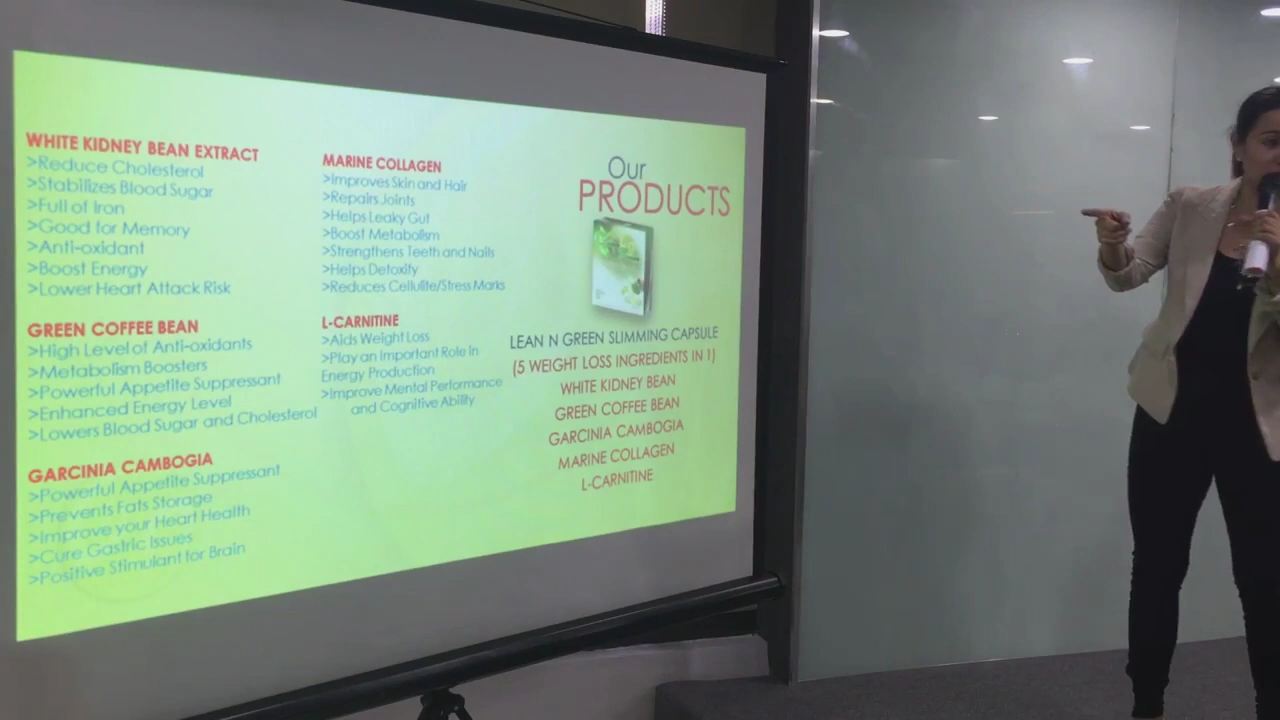 WHITE KIDNEY BEAN EXTRACT
>Reduce Cholesterol
>Stabilizes Blood Sugar
>Full of Iron
>Good for Memory
>Anti-oxidant
>Boost Energy
>Lower Heart Attack Risk
GREEN COFFEE BEAN
>High Level of Anti-oxidants
>Metabolism Boosters
>Powerful Appetite Suppressant
>Enhanced Energy Level
>Lowers Blood Sugar and Cholesterol
GARCINIA CAMBOGIA
>Powerful Appetite Suppressant
>Prevents Fats Storage
>Improve your Heart Health
>Cure Gastric Issues
>Positive Stimulant for Brain
MARINE COLLAGEN
>Improves Skin and Hair
>Repairs Joints
>Helps Leaky Gut
>Boost Metabolism
>Strengthens Teeth and Nails
>Helps Detoxify
>Reduces Cellulite/Stress Marks
L-CARNITINE
>Aids Weight Loss
>Play an Important Role in
Energy Production
>Improve Mental Performance
and Cognitive Ability
Our
PRODUCTS
LEAN N GREEN SLIMMING CAPSULE
(5 WEIGHT LOSS INGREDIENTS IN 1)
WHITE KIDNEY BEAN
GREEN COFFEE BEAN
GARCINIA CAMBOGIA
MARINE COLLAGEN
L-CARNITINE